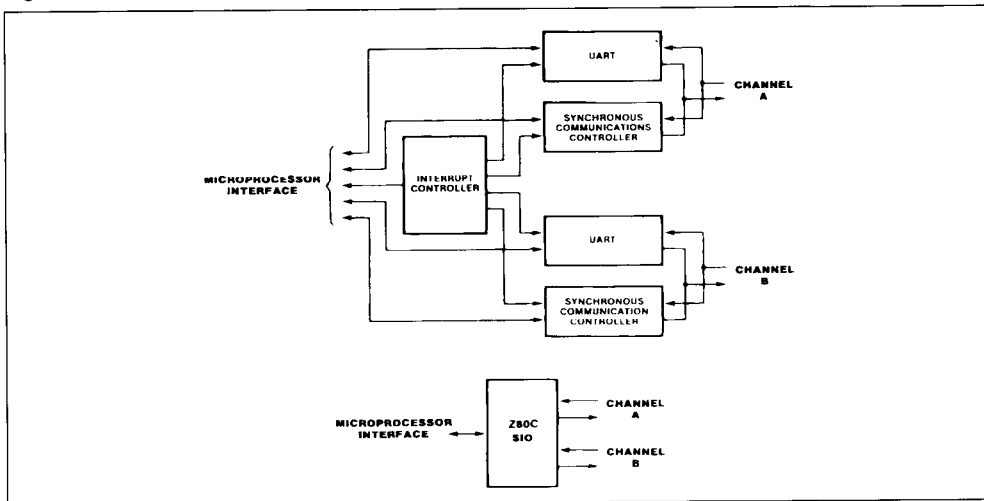 UART
CHANNEL
A
SYNCHRONOUS
COMMUNICATIONS
CONTROLLER
MICROPROCESSOR
INTERFACE
INTERRUPT
CONTROLLER
UART
CHANNEL
B
SYNCHRONOUS
COMMUNICATION
CONTROLLER
MICROPROCESSOR
INTERFACE
Z80C
SIO
CHANNEL
A
CHANNEL
B